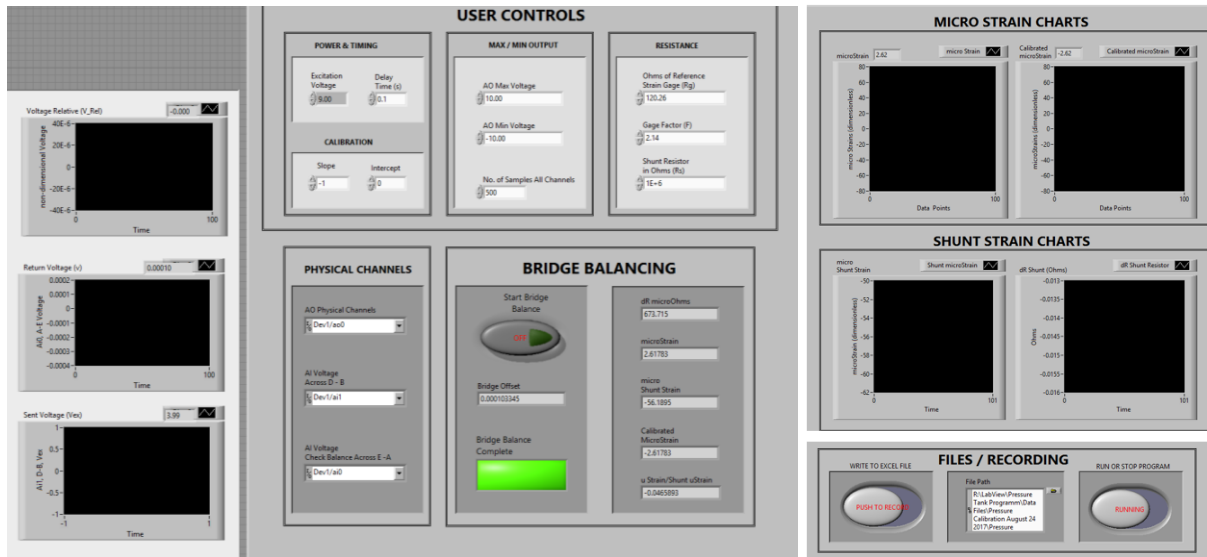 Voltage Relative (V_Rel)
-0.000
non-dimensional Voltage
40E-6
20E-6
0
-20E-6
-40E-6
0
100
Time
Return Voltage (v)
0.00010
Ai0, A-E Voltage
0.0002
0.0001
0
-0.0001
-0.0002
-0.0003
-0.0004
0
100
Time
Sent Voltage (Vex)
3.99
Ai1, D-B, Vex
1
0.5
0
-0.5
-1
-1
1
Time
USER CONTROLS
POWER & TIMING
Excitation
Voltage
9.00
Delay
Time (s)
0.1
CALIBRATION
Slope
-1
Intercept
0
MAX / MIN OUTPUT
AO Max Voltage
10.00
AO Min Voltage
-10.00
No. of Samples All Channels
500
RESISTANCE
Ohms of Reference
Strain Gage (Rg)
120.26
Gage Factor (F)
2.14
Shunt Resistor
in Ohms (Rs)
1E+6
PHYSICAL CHANNELS
AO Physical Channels
Dev1/ao0
AI Voltage
Across D - B
Dev1/ai1
AI Voltage
Check Balance Across E -A
Dev1/ai0
BRIDGE BALANCING
Start Bridge
Balance
OFF
Bridge Offset
0.000103345
Bridge Balance
Complete
dR microOhms
673.715
microStrain
2.61783
micro
Shunt Strain
-56.1895
Calibrated
MicroStrain
-2.61783
u Strain/Shunt uStrain
-0.0465893
MICRO STRAIN CHARTS
microStrain
2.62
micro Strain
micro Strains (dimensionless)
80
60
40
20
0
-20
-40
-60
-80
0
100
Data Points
Calibrated
microStrain
-2.62
Calibrated microStrain
microStrains (dimensionless)
80
60
40
20
0
-20
-40
-60
-80
0
100
Data Points
SHUNT STRAIN CHARTS
micro
Shunt Strain
Shunt microStrain
microStrain (dimensionless)
-50
-52
-54
-56
-58
-60
-62
0
101
Time
dR Shunt (Ohms)
dR Shunt Resistor
Ohms
-0.013
-0.0135
-0.014
-0.0145
-0.015
-0.0155
-0.016
0
101
Time
FILES / RECORDING
WRITE TO EXCEL FILE
PUSH TO RECORD
File Path
R:\LabView\Pressure
Tank Programm\Data
Files\Pressure
Calibration August 24
2017\Pressure
RUN OR STOP PROGRAM
RUNNING